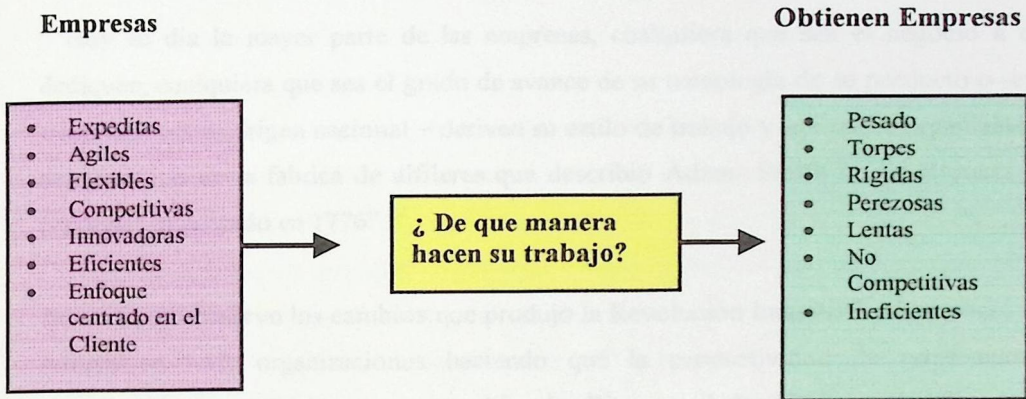 Empresas
Obtienen Empresas
• Expeditas
• Agiles
• Flexibles
• Competitivas
• Innovadoras
• Eficientes
• Enfoque
centrado en el
Cliente
¿ De que manera
hacen su trabajo?
• Pesado
• Torpes
• Rígidas
• Perezosas
• Lentas
• No
Competitivas
• Ineficientes